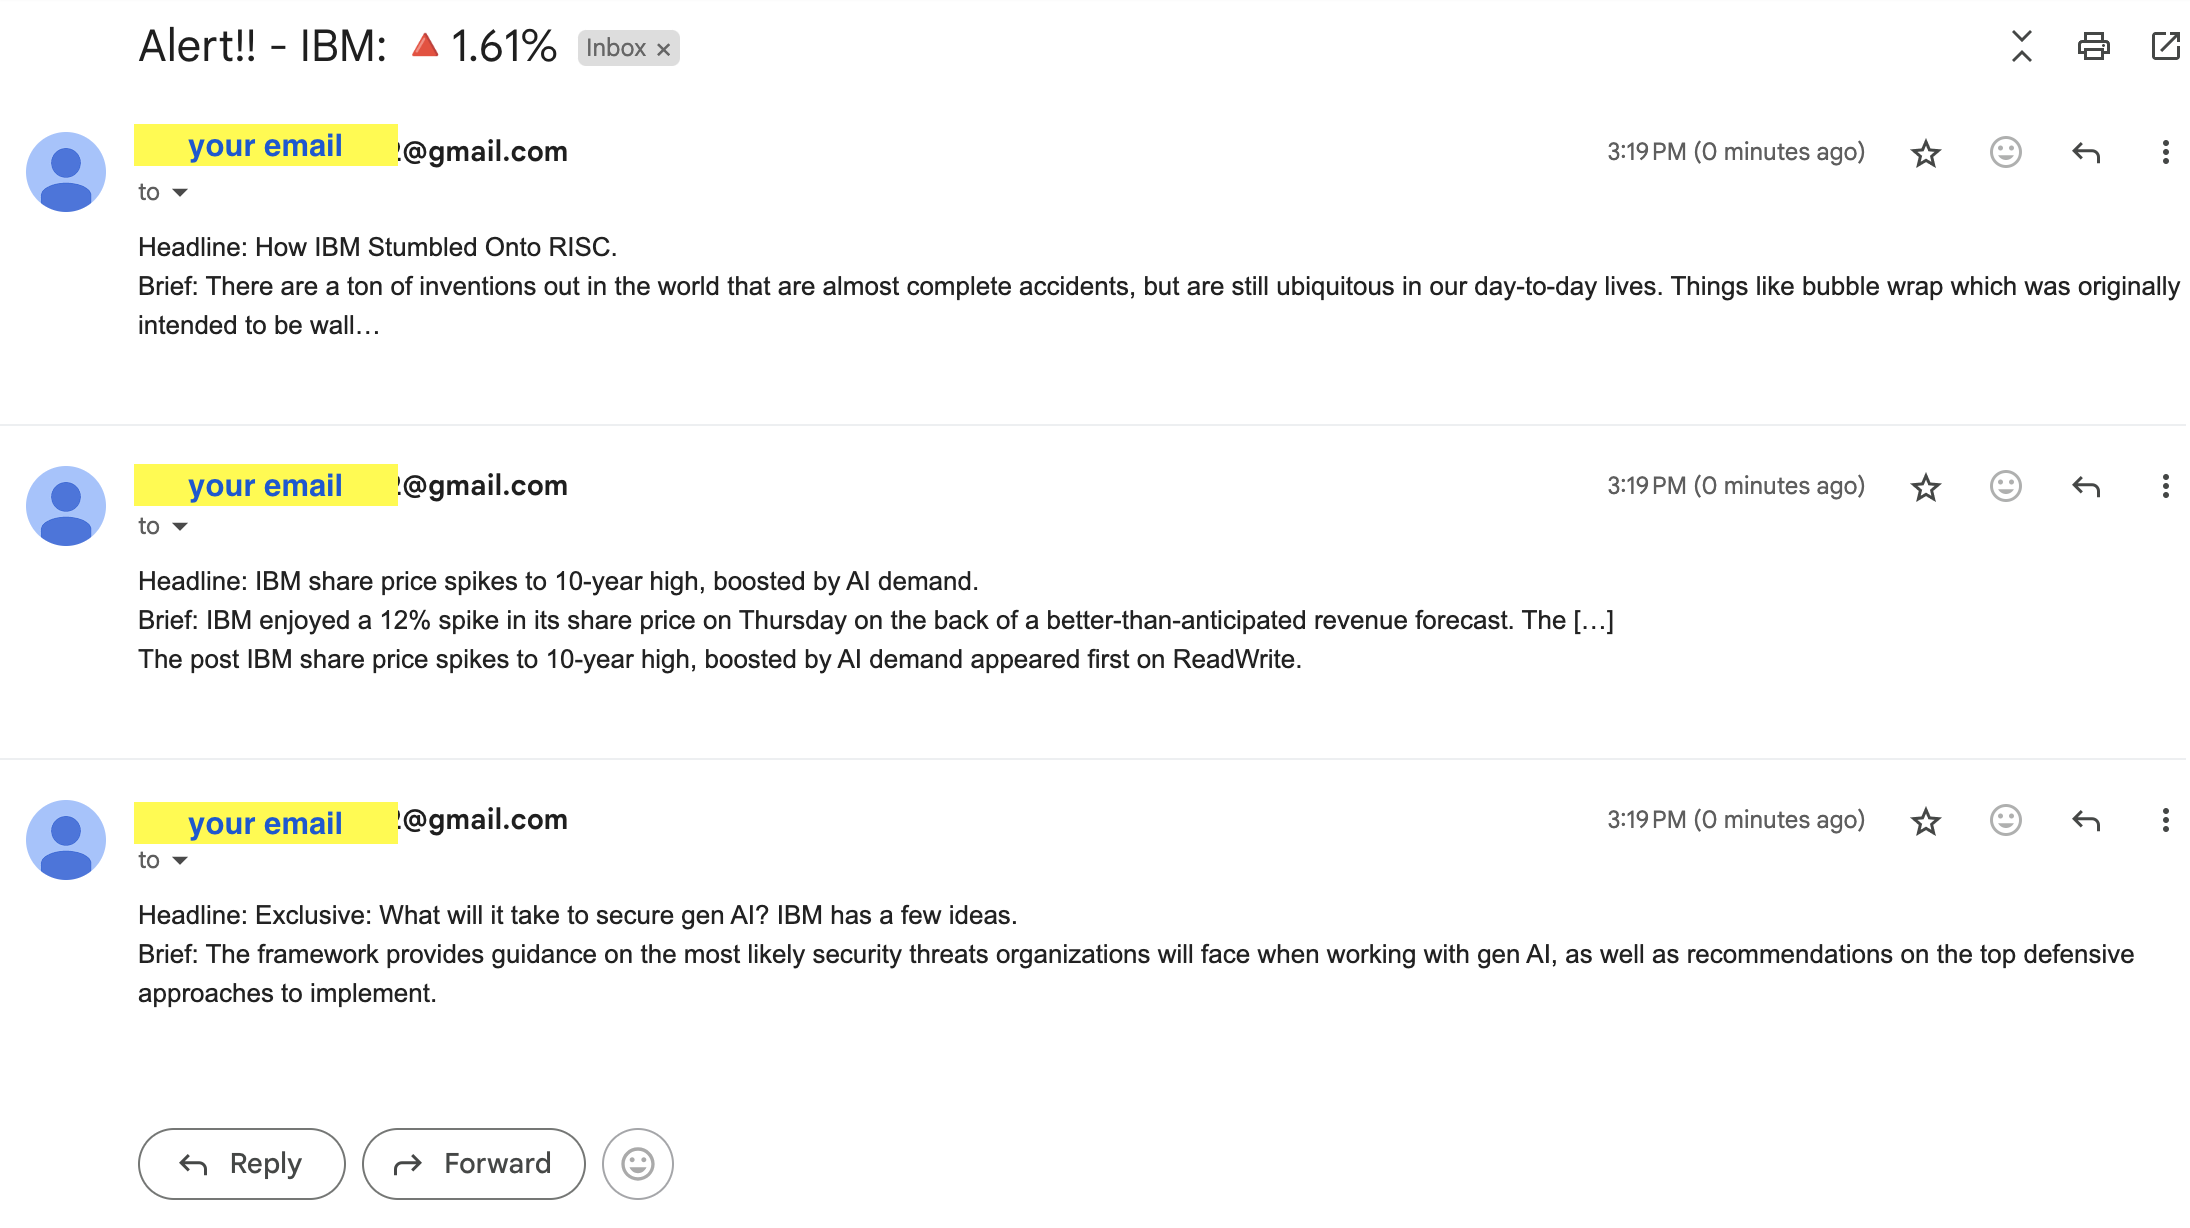 Alert!! - IBM: 🔺1.61% Inbox ×
your email 2@gmail.com 3:19 PM (0 minutes ago)
to
Headline: How IBM Stumbled Onto RISC.
Brief: There are a ton of inventions out in the world that are almost complete accidents, but are still ubiquitous in our day-to-day lives. Things like bubble wrap which was originally
intended to be wall…
your email 2@gmail.com 3:19 PM (0 minutes ago)
to
Headline: IBM share price spikes to 10-year high, boosted by AI demand.
Brief: IBM enjoyed a 12% spike in its share price on Thursday on the back of a better-than-anticipated revenue forecast. The […]
The post IBM share price spikes to 10-year high, boosted by AI demand appeared first on ReadWrite.
your email 2@gmail.com 3:19 PM (0 minutes ago)
to
Headline: Exclusive: What will it take to secure gen AI? IBM has a few ideas.
Brief: The framework provides guidance on the most likely security threats organizations will face when working with gen AI, as well as recommendations on the top defensive
approaches to implement.
Reply Forward